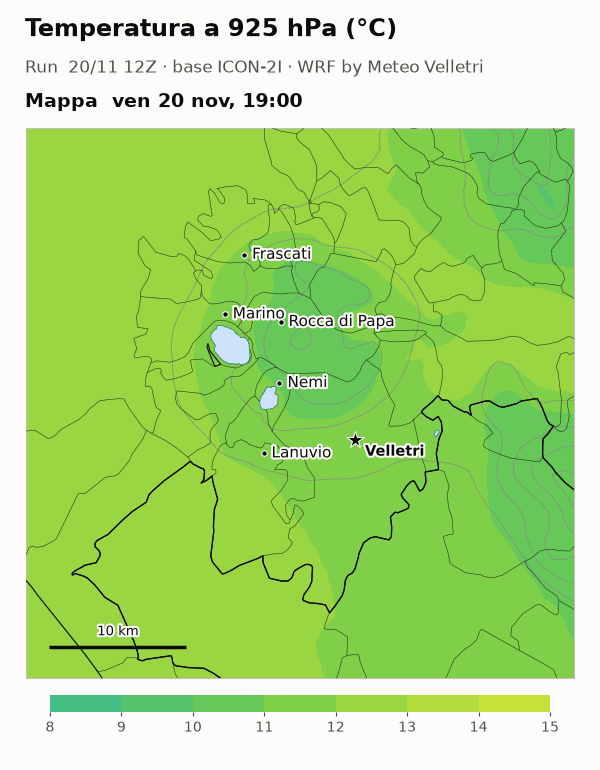 Temperatura a 925 hPa (°C)
Run  20/11 12Z · base ICON-2I · WRF by Meteo Velletri
Mappa  ven 20 nov, 19:00
Frascati
Marino
Rocca di Papa
Nemi
Velletri
Lanuvio
10 km
8 9 10 11 12 13 14 15